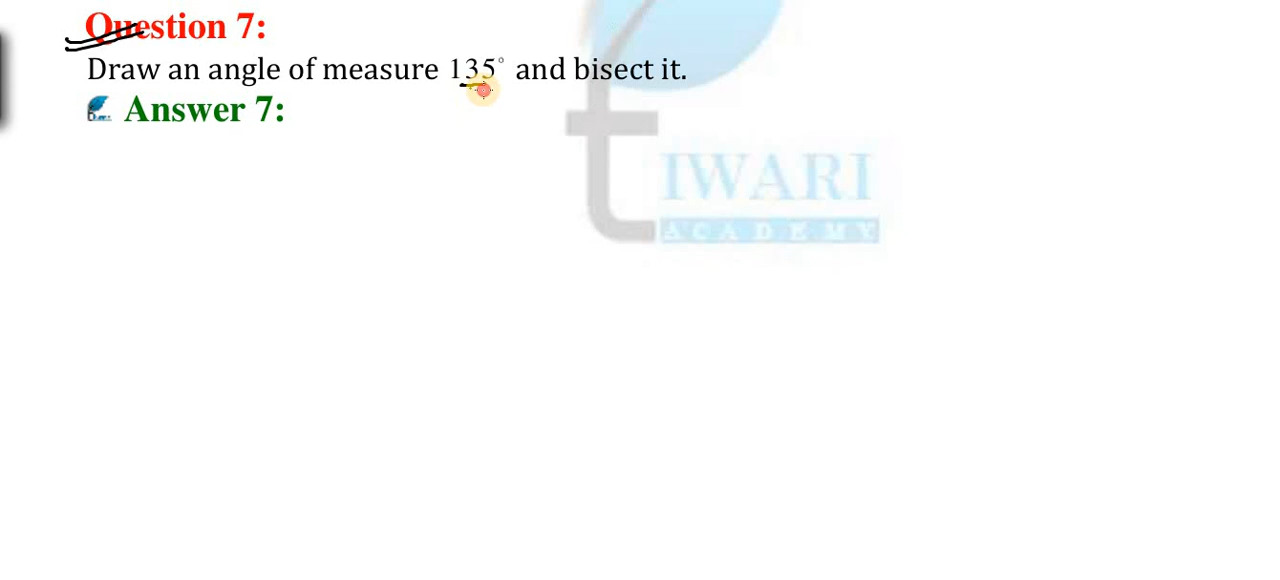 Question 7:
Draw an angle of measure 135° and bisect it.
Answer 7:
IWARI
ACADEMY